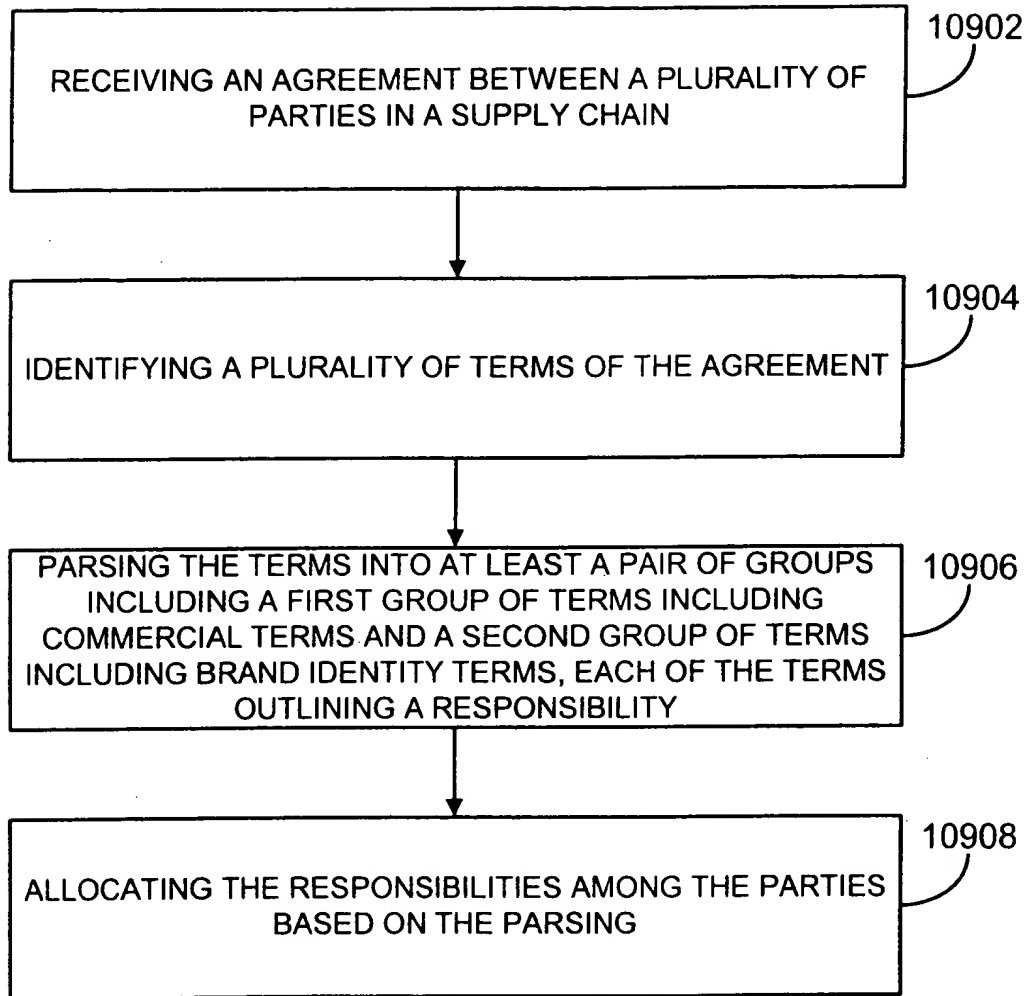 10902
RECEIVING AN AGREEMENT BETWEEN A PLURALITY OF
PARTIES IN A SUPPLY CHAIN
10904
IDENTIFYING A PLURALITY OF TERMS OF THE AGREEMENT
10906
PARSING THE TERMS INTO AT LEAST A PAIR OF GROUPS
INCLUDING A FIRST GROUP OF TERMS INCLUDING
COMMERCIAL TERMS AND A SECOND GROUP OF TERMS
INCLUDING BRAND IDENTITY TERMS, EACH OF THE TERMS
OUTLINING A RESPONSIBILITY
10908
ALLOCATING THE RESPONSIBILITIES AMONG THE PARTIES
BASED ON THE PARSING